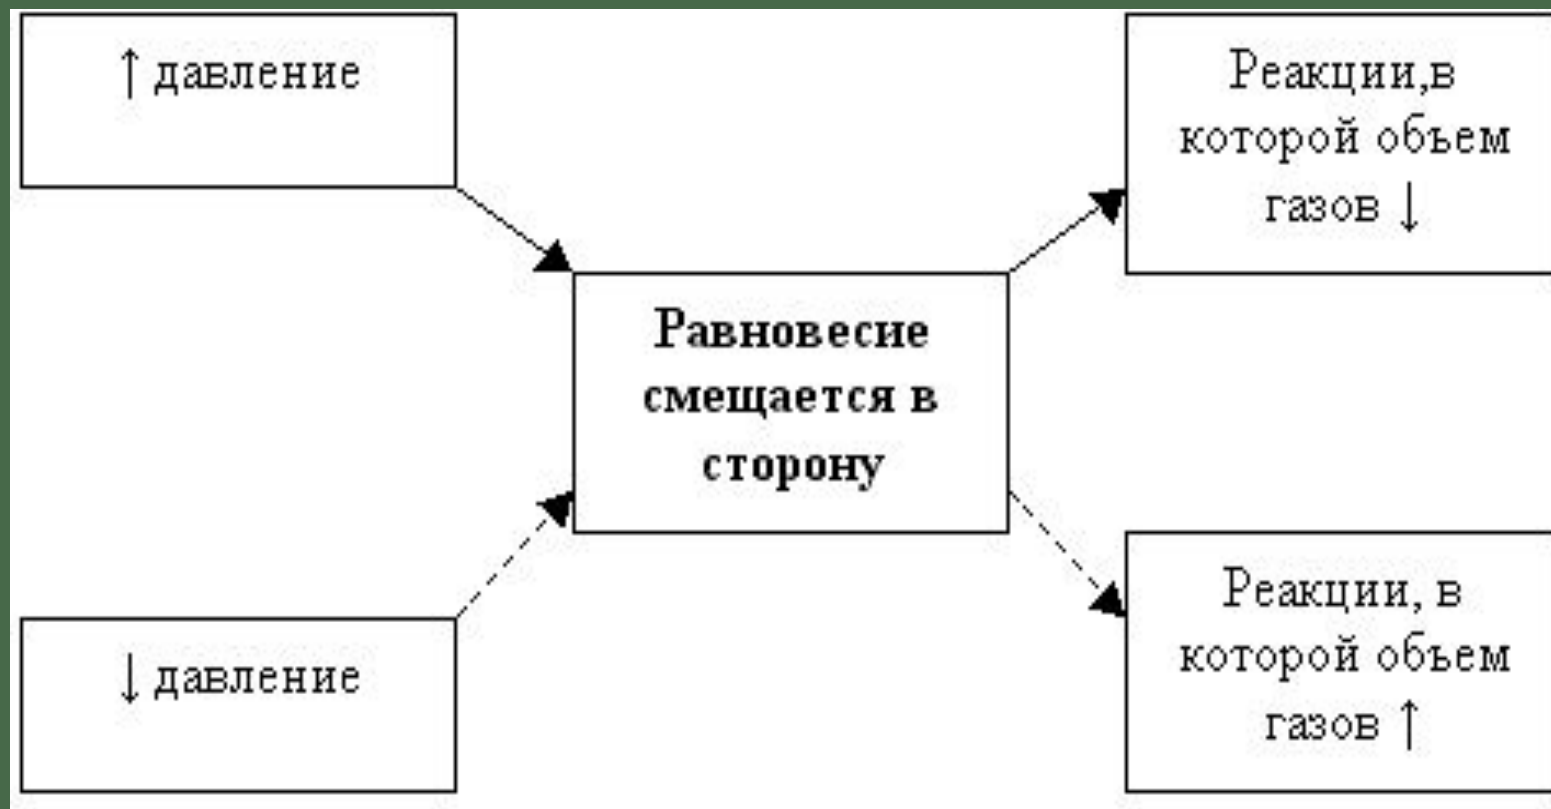 ↑ давление
Реакции,в
которой объем
газов ↓
Равновесие
смещается в
сторону
↓ давление
Реакции, в
которой объем
газов ↑